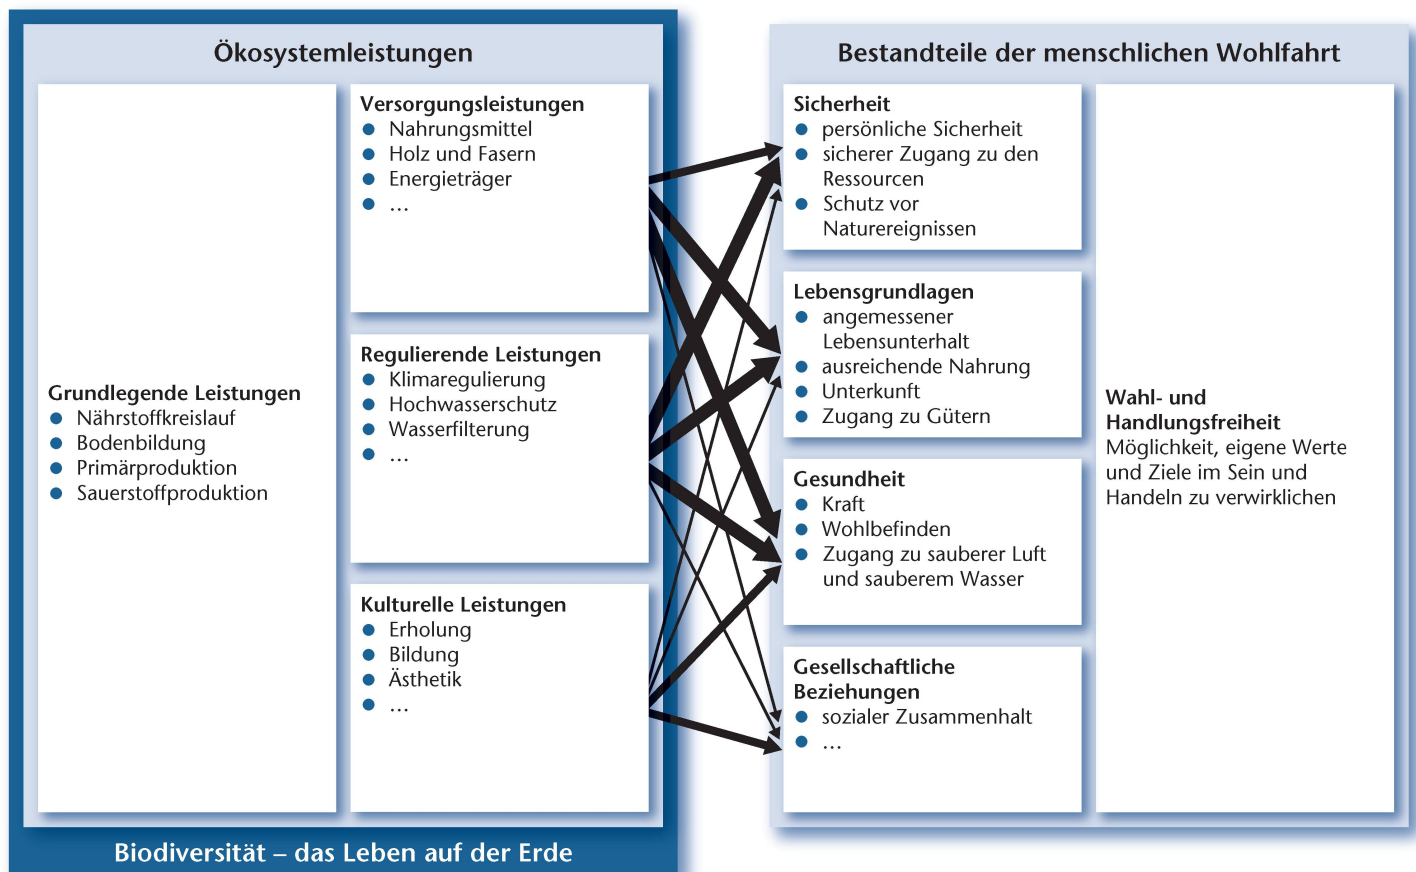 Ökosystemleistungen
Grundlegende Leistungen
Nährstoffkreislauf
Bodenbildung
Primärproduktion
Sauerstoffproduktion
Versorgungsleistungen
Nahrungsmittel
Holz und Fasern
Energieträger
...
Regulierende Leistungen
Klimaregulierung
Hochwasserschutz
Wasserfilterung
...
Kulturelle Leistungen
Erholung
Bildung
Ästhetik
...
Biodiversität – das Leben auf der Erde
Bestandteile der menschlichen Wohlfahrt
Sicherheit
persönliche Sicherheit
sicherer Zugang zu den
Ressourcen
Schutz vor
Naturereignissen
Lebensgrundlagen
angemessener
Lebensunterhalt
ausreichende Nahrung
Unterkunft
Zugang zu Gütern
Gesundheit
Kraft
Wohlbefinden
Zugang zu sauberer Luft
und sauberem Wasser
Gesellschaftliche
Beziehungen
sozialer Zusammenhalt
...
Wahl- und
Handlungsfreiheit
Möglichkeit, eigene Werte
und Ziele im Sein und
Handeln zu verwirklichen